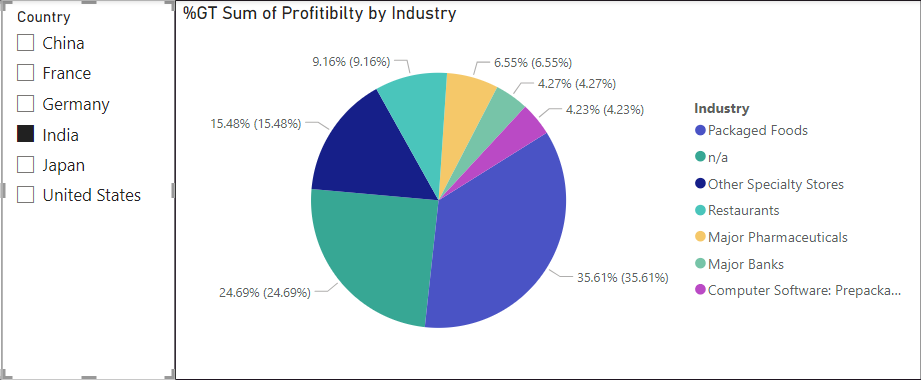 Country
China
France
Germany
India
Japan
United States
%GT Sum of Profitibilty by Industry
9.16% (9.16%)
6.55% (6.55%)
4.27% (4.27%)
4.23% (4.23%)
15.48% (15.48%)
35.61% (35.61%)
24.69% (24.69%)
Industry
Packaged Foods
n/a
Other Specialty Stores
Restaurants
Major Pharmaceuticals
Major Banks
Computer Software: Prepacka...